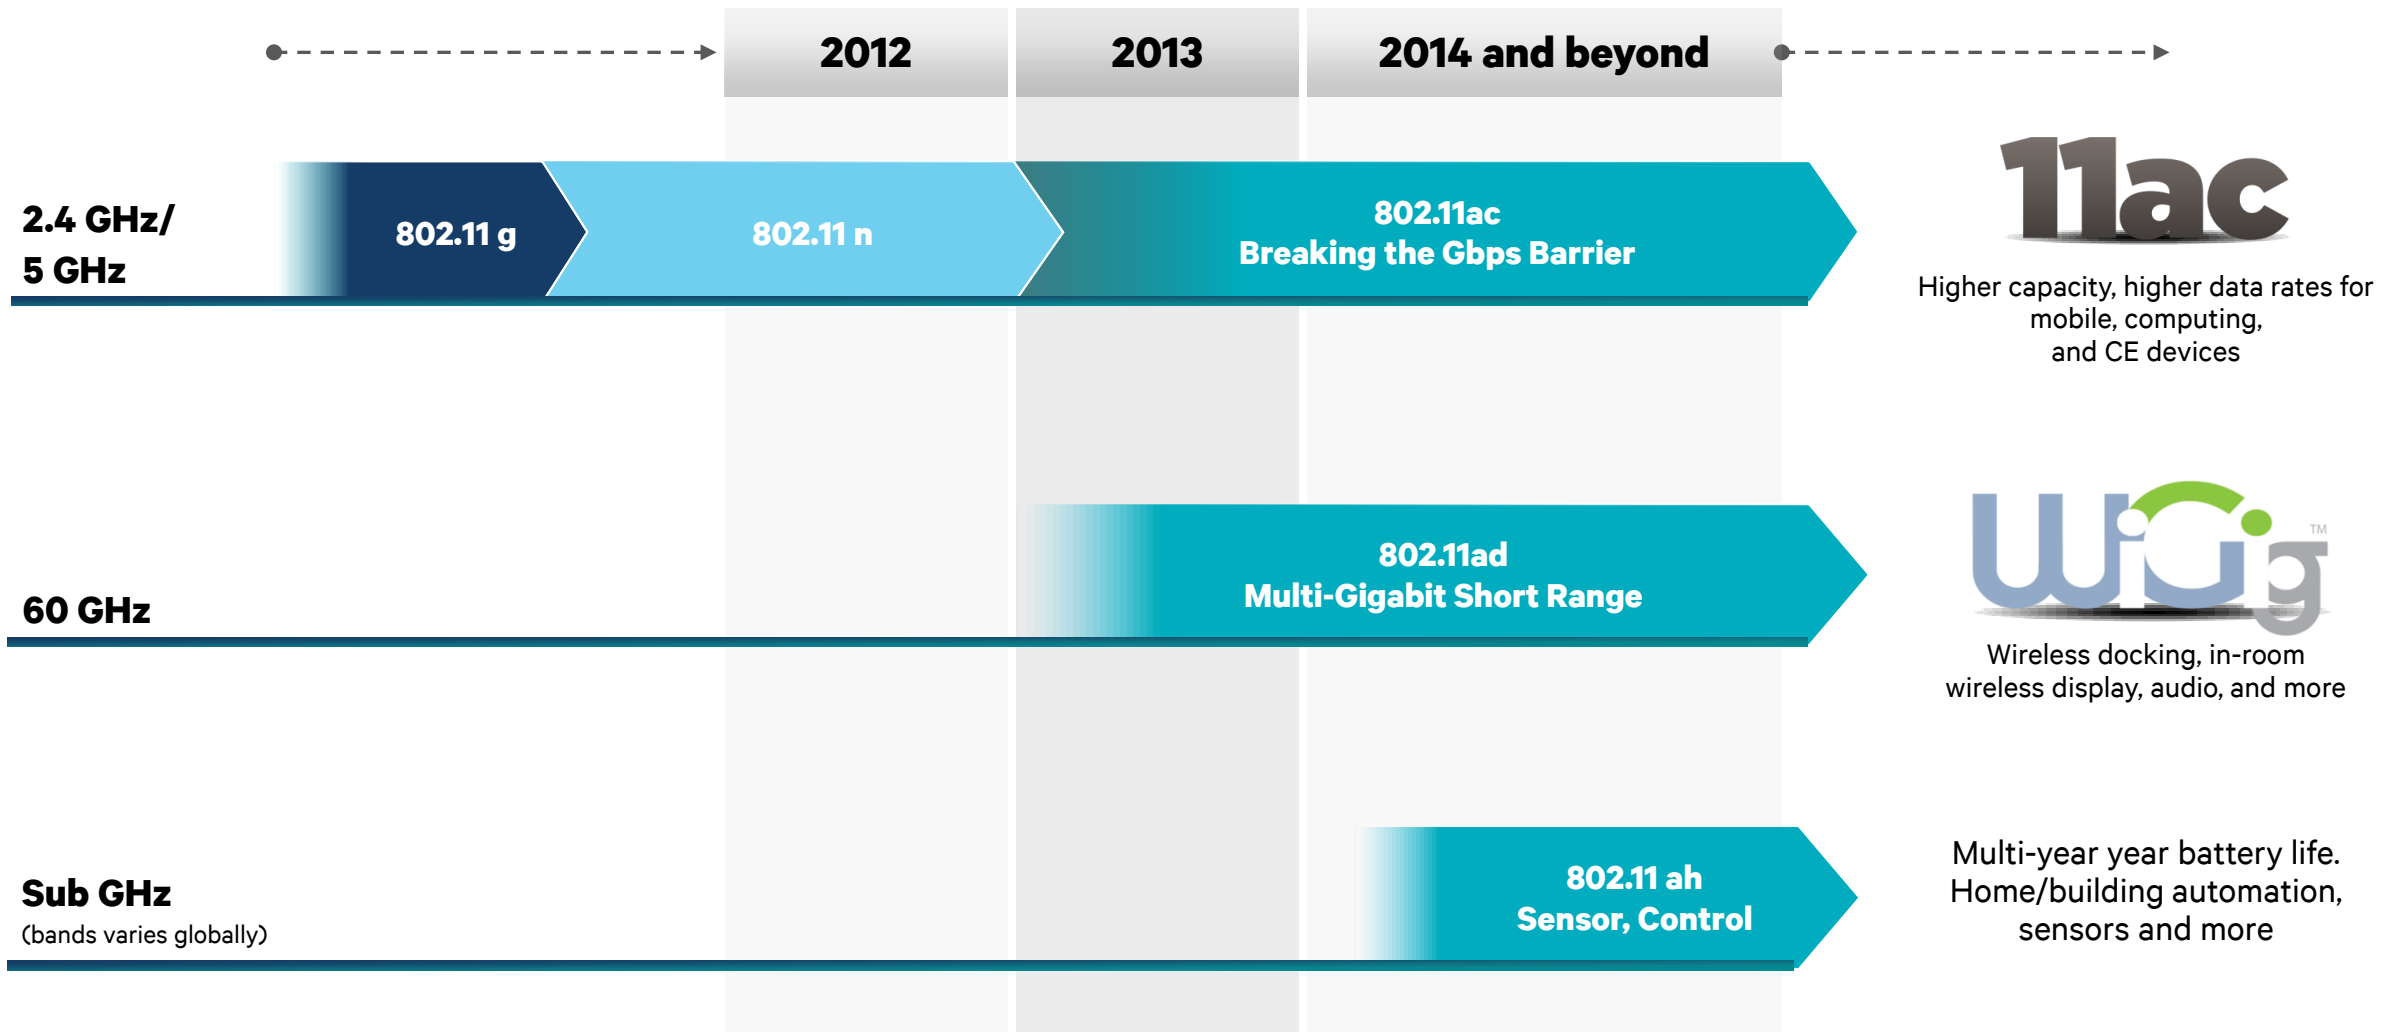 2012
2013
2014 and beyond
2.4 GHz/
5 GHz
802.11 g
802.11 n
802.11ac
Breaking the Gbps Barrier
11ac
Higher capacity, higher data rates for
mobile, computing,
and CE devices
60 GHz
802.11ad
Multi-Gigabit Short Range
WiGig™
Wireless docking, in-room
wireless display, audio, and more
Sub GHz
(bands varies globally)
802.11 ah
Sensor, Control
Multi-year year battery life.
Home/building automation,
sensors and more